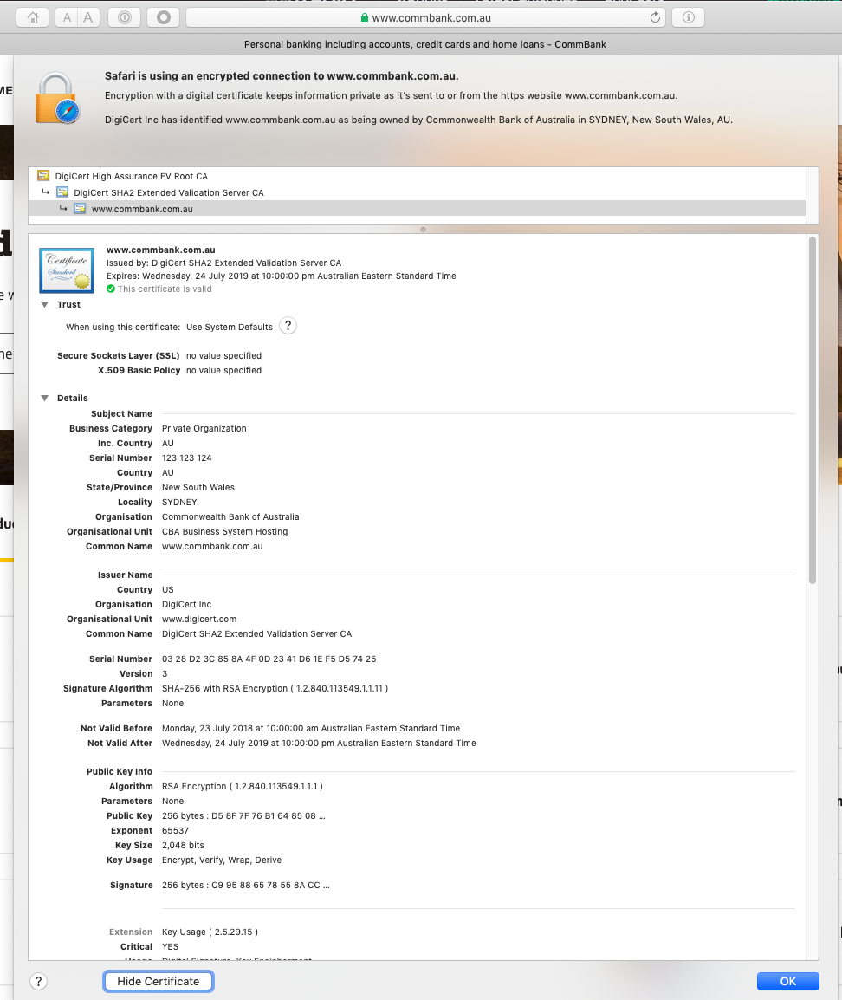 A A
www.commbank.com.au
Personal banking including accounts, credit cards and home loans - CommBank
Safari is using an encrypted connection to www.commbank.com.au.
Encryption with a digital certificate keeps information private as it's sent to or from the https website www.commbank.com.au.
DigiCert Inc has identified www.commbank.com.au as being owned by Commonwealth Bank of Australia in SYDNEY, New South Wales, AU.
DigiCert High Assurance EV Root CA
DigiCert SHA2 Extended Validation Server CA
www.commbank.com.au
Certificate
Standard
www.commbank.com.au
Issued by: DigiCert SHA2 Extended Validation Server CA
Expires: Wednesday, 24 July 2019 at 10:00:00 pm Australian Eastern Standard Time
This certificate is valid
Trust
When using this certificate: Use System Defaults ?
Secure Sockets Layer (SSL) no value specified
X.509 Basic Policy no value specified
Details
Subject Name
Business Category Private Organization
Inc. Country AU
Serial Number 123 123 124
Country AU
State/Province New South Wales
Locality SYDNEY
Organisation Commonwealth Bank of Australia
Organisational Unit CBA Business System Hosting
Common Name www.commbank.com.au
Issuer Name
Country US
Organisation DigiCert Inc
Organisational Unit www.digicert.com
Common Name DigiCert SHA2 Extended Validation Server CA
Serial Number 03 28 D2 3C 85 8A 4F 0D 23 41 D6 1E F5 D5 74 25
Version 3
Signature Algorithm SHA-256 with RSA Encryption ( 1.2.840.113549.1.1.11 )
Parameters None
Not Valid Before Monday, 23 July 2018 at 10:00:00 am Australian Eastern Standard Time
Not Valid After Wednesday, 24 July 2019 at 10:00:00 pm Australian Eastern Standard Time
Public Key Info
Algorithm RSA Encryption ( 1.2.840.113549.1.1.1 )
Parameters None
Public Key 256 bytes : D5 8F 7F 76 B1 64 85 08 ...
Exponent 65537
Key Size 2,048 bits
Key Usage Encrypt, Verify, Wrap, Derive
Signature 256 bytes : C9 95 88 65 78 55 8A CC ...
Extension Key Usage ( 2.5.29.15 )
Critical YES
Usage Digital Signature, Key Encipherment
? Hide Certificate OK